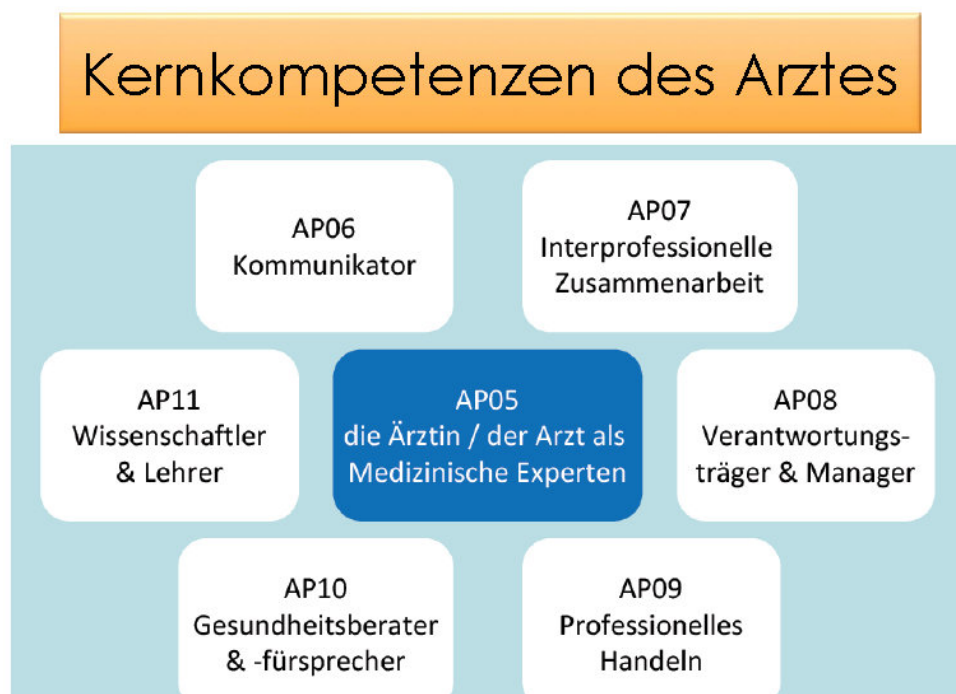 Kernkompetenzen des Arztes
AP06
Kommunikator
AP07
Interprofessionelle
Zusammenarbeit
AP11
Wissenschaftler
& Lehrer
AP05
die Ärztin / der Arzt als
Medizinische Experten
AP08
Verantwortungs-
träger & Manager
AP10
Gesundheitsberater
& -fürsprecher
AP09
Professionelles
Handeln